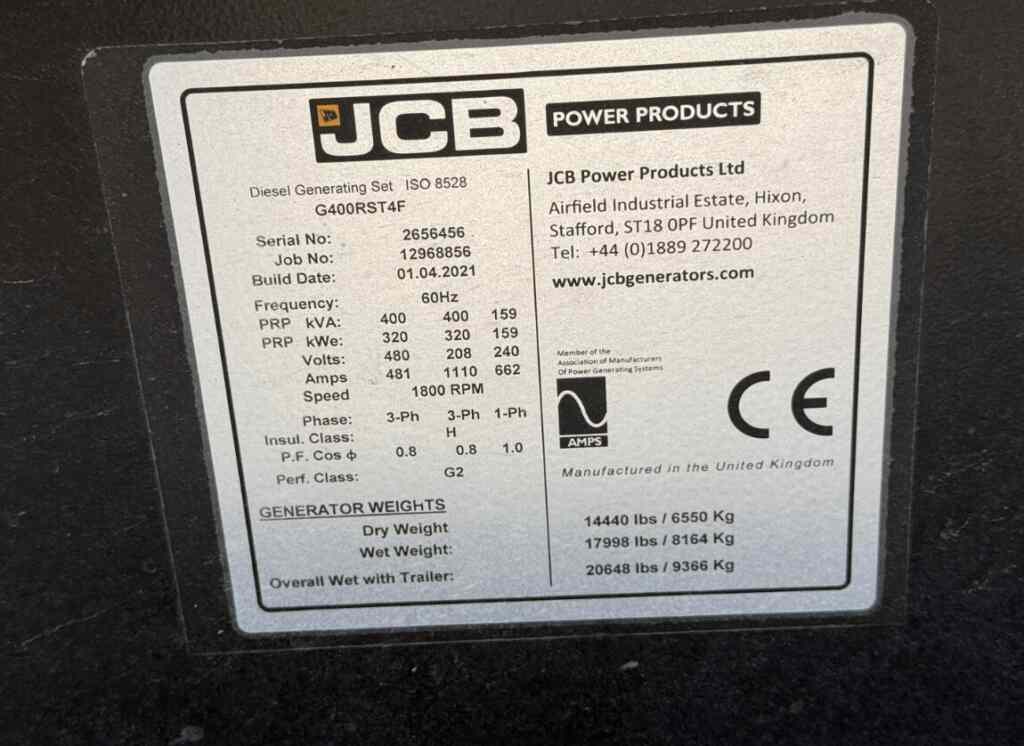 JCB POWER PRODUCTS
Diesel Generating Set ISO 8528
G400RST4F
Serial No: 2656456
Job No: 12968856
Build Date: 01.04.2021
Frequency: 60Hz
PRP kVA: 400 400 159
PRP kWe: 320 320 159
Volts: 480 208 240
Amps 481 1110 662
Speed 1800 RPM
Phase: 3-Ph 3-Ph 1-Ph
Insul. Class: H
P.F. Cos ϕ 0.8 0.8 1.0
Perf. Class: G2
GENERATOR WEIGHTS
Dry Weight 14440 lbs / 6550 Kg
Wet Weight: 17998 lbs / 8164 Kg
Overall Wet with Trailer: 20648 lbs / 9366 Kg
JCB Power Products Ltd
Airfield Industrial Estate, Hixon,
Stafford, ST18 0PF United Kingdom
Tel: +44 (0)1889 272200
www.jcbgenerators.com
Member of the
Association of Manufacturers
Of Power Generating Systems
AMPS
CE
Manufactured in the United Kingdom